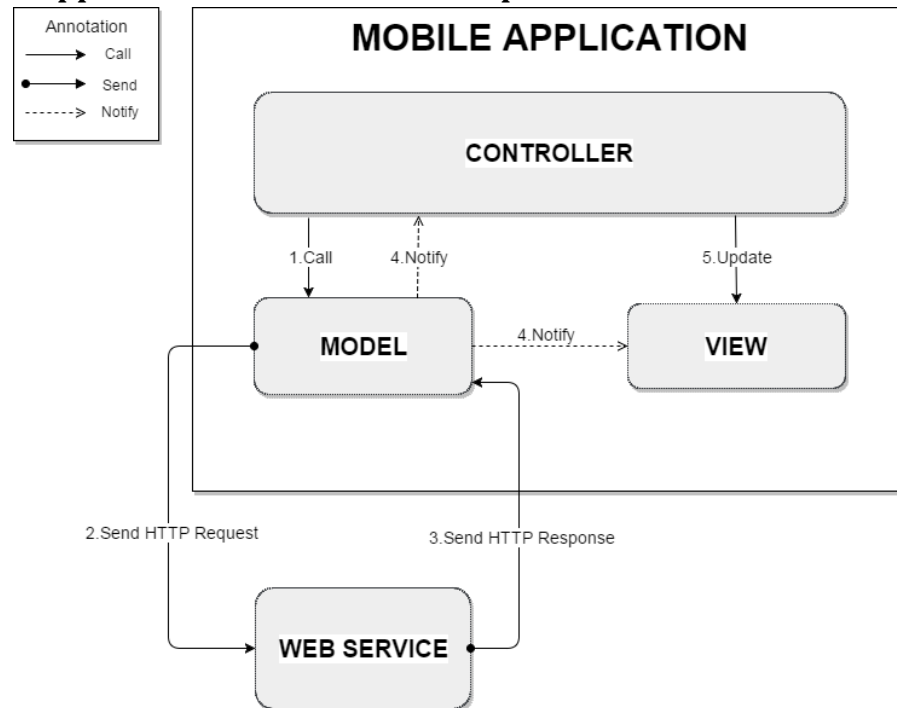 Annotation
Call
Send
Notify
MOBILE APPLICATION
CONTROLLER
1.Call
4.Notify
5.Update
MODEL
4.Notify
VIEW
2.Send HTTP Request
3.Send HTTP Response
WEB SERVICE